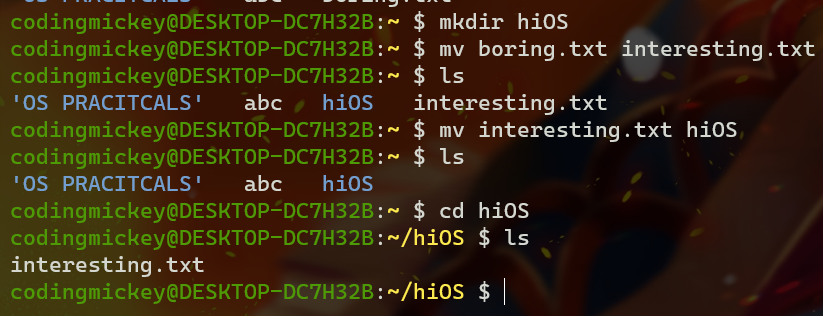 'OS PRACITCALS'   abc   boring.txt
codingmickey@DESKTOP-DC7H32B:~ $ mkdir hiOS
codingmickey@DESKTOP-DC7H32B:~ $ mv boring.txt interesting.txt
codingmickey@DESKTOP-DC7H32B:~ $ ls
'OS PRACITCALS'   abc   hiOS   interesting.txt
codingmickey@DESKTOP-DC7H32B:~ $ mv interesting.txt hiOS
codingmickey@DESKTOP-DC7H32B:~ $ ls
'OS PRACITCALS'   abc   hiOS
codingmickey@DESKTOP-DC7H32B:~ $ cd hiOS
codingmickey@DESKTOP-DC7H32B:~/hiOS $ ls
interesting.txt
codingmickey@DESKTOP-DC7H32B:~/hiOS $